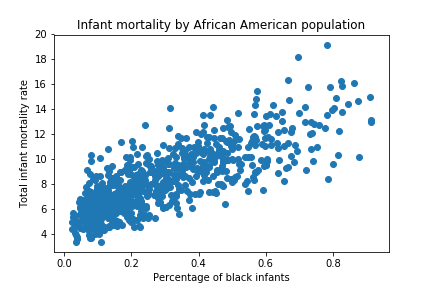 Infant mortality by African American population
Total infant mortality rate
20
18
16
14
12
10
8
6
4
0.0 0.2 0.4 0.6 0.8
Percentage of black infants